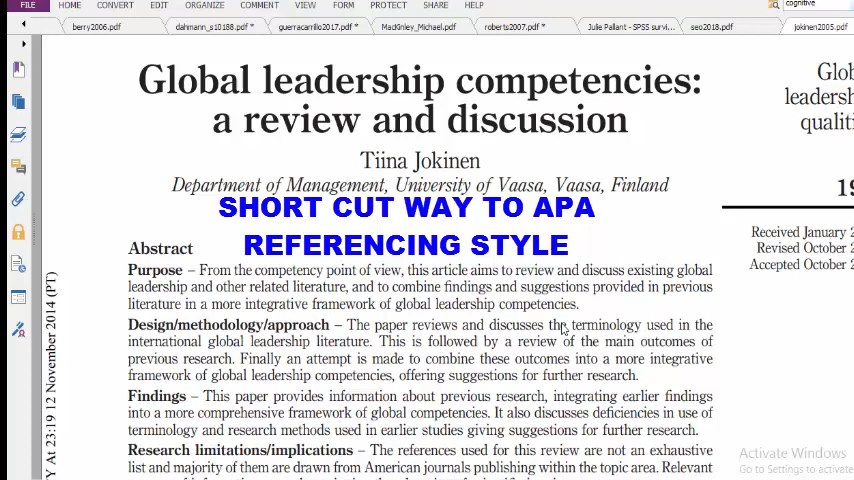 FILE HOME CONVERT EDIT ORGANIZE COMMENT VIEW FORM PROTECT SHARE HELP cognitive
berry2006.pdf dahmann_s10188.pdf * guerracarrillo2017.pdf * MacKinley_Michael.pdf roberts2007.pdf * Julie Pallant - SPSS survi... seo2018.pdf jokinen2005.pdf
Global leadership competencies:
a review and discussion
Tiina Jokinen
Department of Management, University of Vaasa, Vaasa, Finland
SHORT CUT WAY TO APA
REFERENCING STYLE
Abstract
Purpose – From the competency point of view, this article aims to review and discuss existing global
leadership and other related literature, and to combine findings and suggestions provided in previous
literature in a more integrative framework of global leadership competencies.
Design/methodology/approach – The paper reviews and discusses the terminology used in the
international global leadership literature. This is followed by a review of the main outcomes of
previous research. Finally an attempt is made to combine these outcomes into a more integrative
framework of global leadership competencies, offering suggestions for further research.
Findings – This paper provides information about previous research, integrating earlier findings
into a more comprehensive framework of global competencies. It also discusses deficiencies in use of
terminology and research methods used in earlier studies giving suggestions for further research.
Research limitations/implications – The references used for this review are not an exhaustive
list and majority of them are drawn from American journals publishing within the topic area. Relevant
Glob
leadersh
qualiti
19
Received January 2
Revised October 2
Accepted October 2
Y At 23:19 12 November 2014 (PT)
Activate Windows
Go to Settings to activate